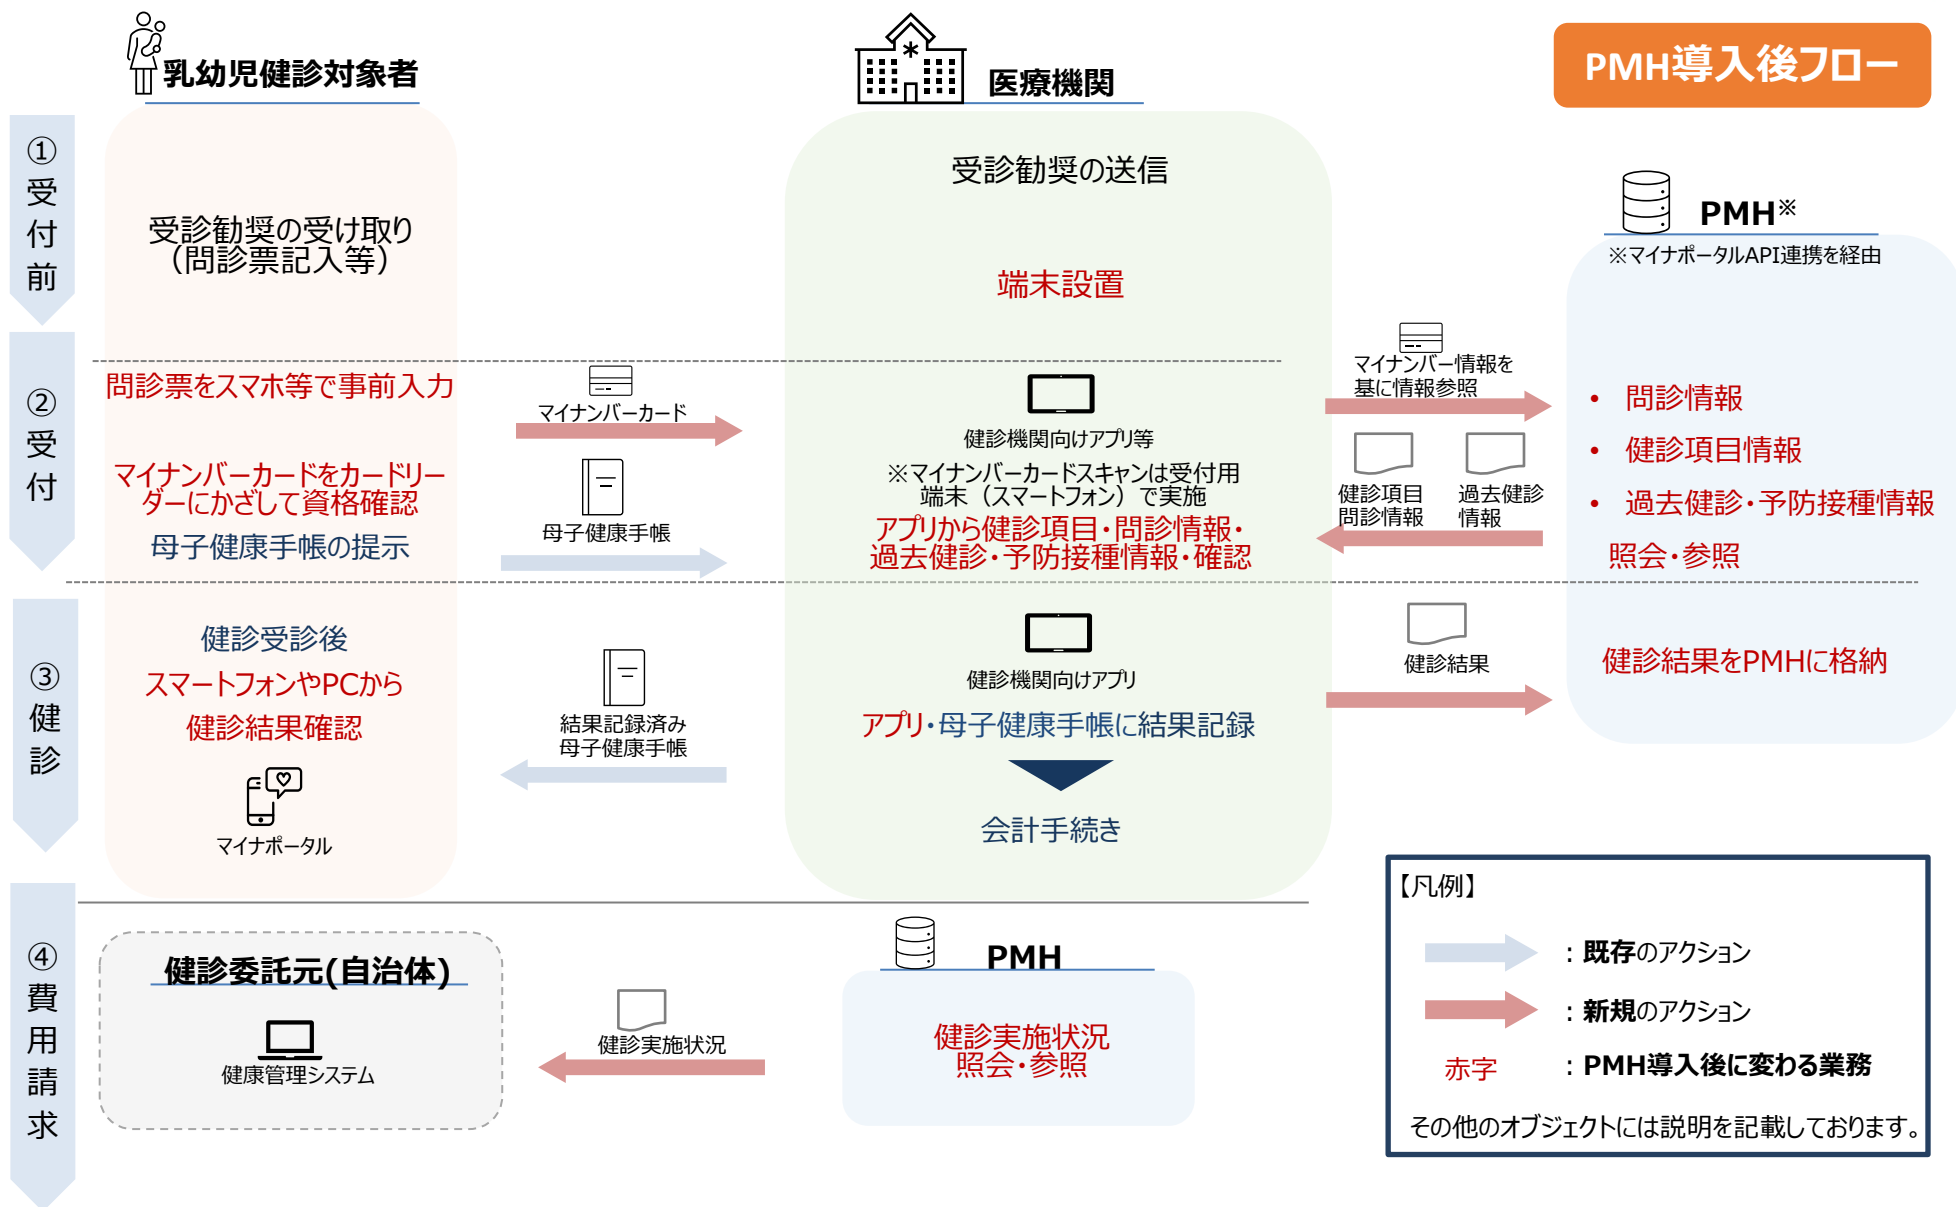 乳幼児健診対象者
医療機関
PMH導入後フロー
①受付前
受診勧奨の受け取り
（問診票記入等）
受診勧奨の送信
端末設置
PMH※
※マイナポータルAPI連携を経由
②受付
問診票をスマホ等で事前入力
マイナンバーカードをカードリー
ダーにかざして資格確認
母子健康手帳の提示
マイナンバーカード
母子健康手帳
健診機関向けアプリ等
※マイナンバーカードスキャンは受付用
端末（スマートフォン）で実施
アプリから健診項目・問診情報・
過去健診・予防接種情報・確認
マイナンバー情報を
基に情報参照
健診項目
問診情報
過去健診
情報
• 問診情報
• 健診項目情報
• 過去健診・予防接種情報
照会・参照
③健診
健診受診後
スマートフォンやPCから
健診結果確認
マイナポータル
結果記録済み
母子健康手帳
健診機関向けアプリ
アプリ・母子健康手帳に結果記録
会計手続き
健診結果
健診結果をPMHに格納
④費用請求
健診委託元(自治体)
健康管理システム
健診実施状況
PMH
健診実施状況
照会・参照
【凡例】
：既存のアクション
：新規のアクション
赤字 ：PMH導入後に変わる業務
その他のオブジェクトには説明を記載しております。